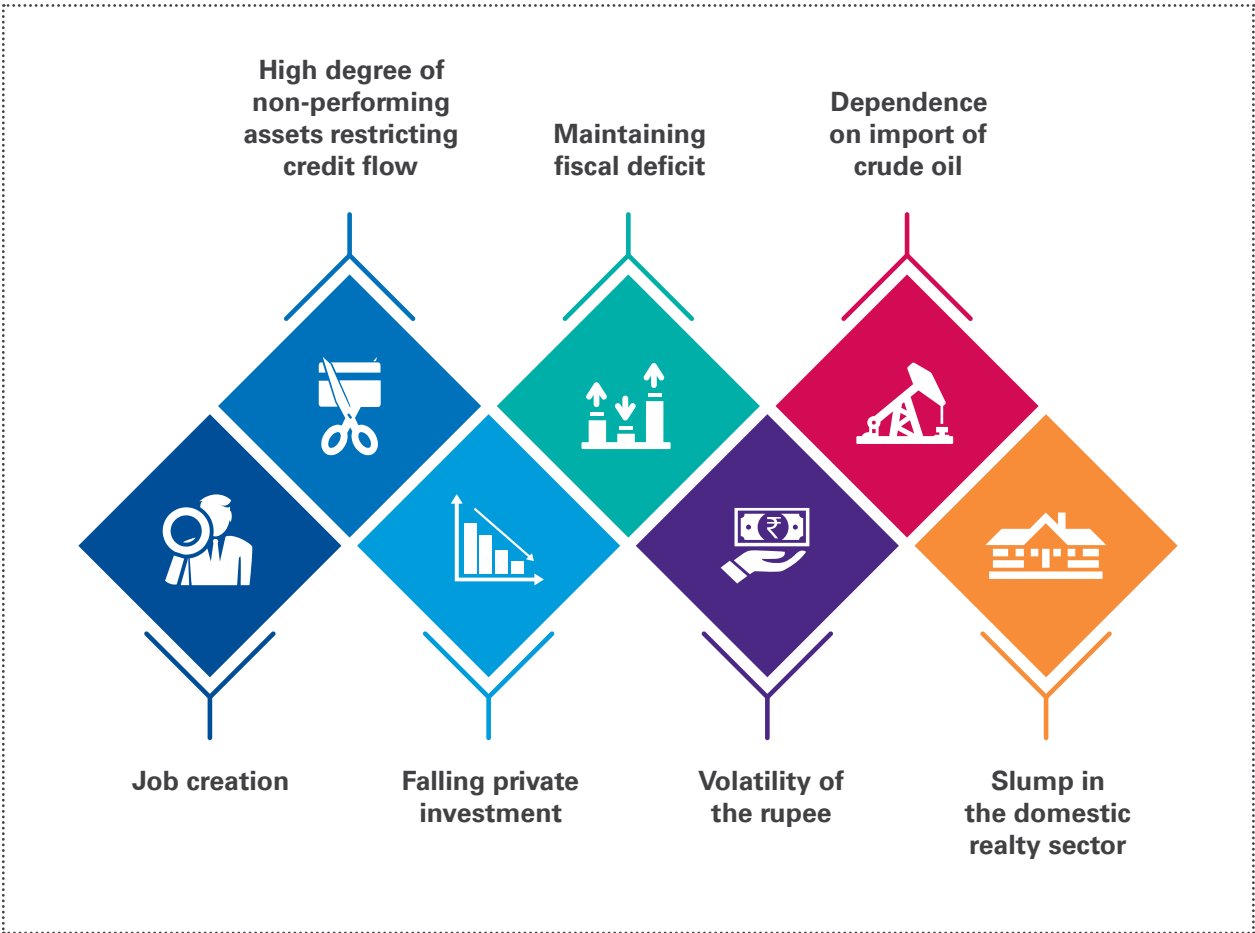 High degree of
non-performing
assets restricting
credit flow
Maintaining
fiscal deficit
Dependence
on import of
crude oil
₹
Job creation
Falling private
investment
Volatility of
the rupee
Slump in
the domestic
realty sector